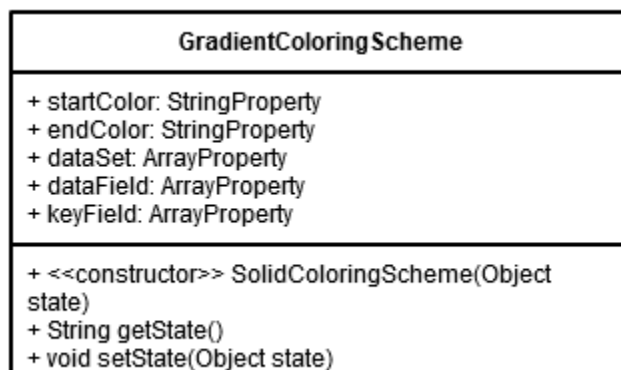 GradientColoringScheme
+ startColor: StringProperty
+ endColor: StringProperty
+ dataSet: ArrayProperty
+ dataField: ArrayProperty
+ keyField: ArrayProperty
+ <<constructor>> SolidColoringScheme(Object
state)
+ String getState()
+ void setState(Object state)